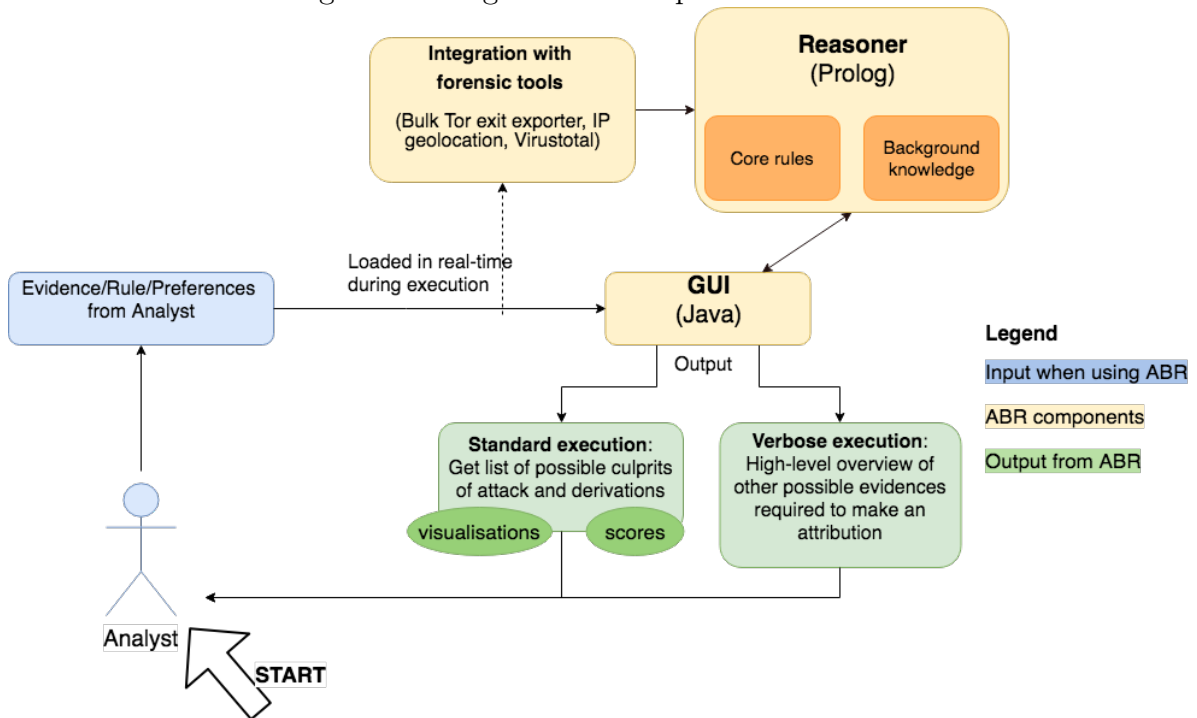 Integration with
forensic tools
(Bulk Tor exit exporter, IP
geolocation, Virustotal)
Reasoner
(Prolog)
Core rules
Background
knowledge
Loaded in real-time
during execution
Evidence/Rule/Preferences
from Analyst
GUI
(Java)
Output
Legend
Input when using ABR
ABR components
Output from ABR
Standard execution:
Get list of possible culprits
of attack and derivations
visualisations
scores
Verbose execution:
High-level overview of
other possible evidences
required to make an
attribution
Analyst
START